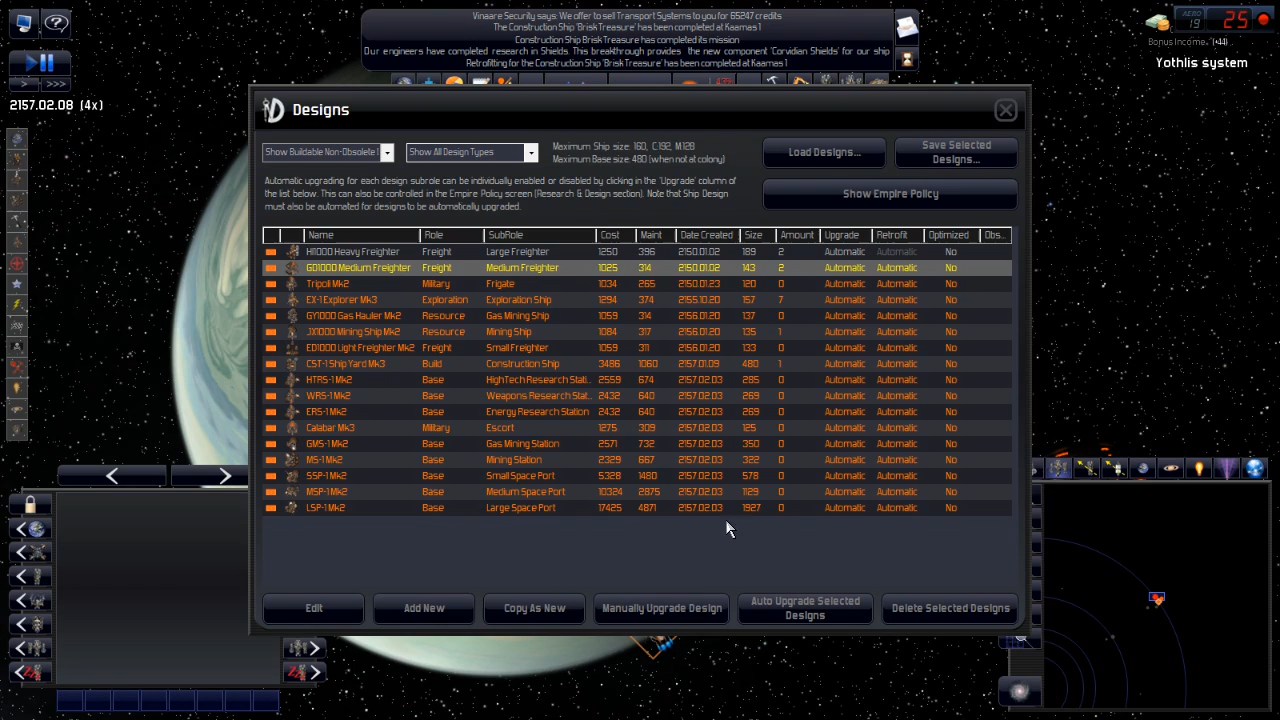 Vinaare Security says: We offer to sell Transport Systems to you for 65247 credits
The Construction Ship 'Brisk Treasure' has been completed at Kaamas 1
Construction Ship Brisk Treasure has completed its mission
Our engineers have completed research in Shields. This breakthrough provides the new component 'Corvidian Shields' for our ship
Retrofitting for the Construction Ship 'Brisk Treasure' has been completed at Kaamas 1
AERO 19 25
Bonus Income (+44)
Yothlis system
2157.02.08 (4x)
Designs
Show Buildable Non-Obsolete
Show All Design Types
Maximum Ship size: 160, C:192, M:128
Maximum Base size: 480 (when not at colony)
Load Designs...
Save Selected Designs...
Automatic upgrading for each design subrole can be individually enabled or disabled by clicking in the 'Upgrade' column of
the list below. This can also be controlled in the Empire Policy screen (Research & Design section). Note that Ship Design
must also be automated for designs to be automatically upgraded.
Show Empire Policy
Name Role SubRole Cost Maint Date Created Size Amount Upgrade Retrofit Optimized Obs...
H1000 Heavy Freighter Freight Large Freighter 1250 396 2150.01.02 189 2 Automatic Automatic No
GD1000 Medium Freighter Freight Medium Freighter 1025 314 2150.01.02 143 2 Automatic Automatic No
Tripoli Mk2 Military Frigate 1034 265 2150.01.23 120 0 Automatic Automatic No
EX-1 Explorer Mk3 Exploration Exploration Ship 1294 374 2155.10.20 157 7 Automatic Automatic No
GY1000 Gas Hauler Mk2 Resource Gas Mining Ship 1059 314 2156.01.20 137 0 Automatic Automatic No
JX1000 Mining Ship Mk2 Resource Mining Ship 1084 317 2156.01.20 135 1 Automatic Automatic No
ED1000 Light Freighter Mk2 Freight Small Freighter 1059 311 2156.01.20 133 0 Automatic Automatic No
CST-1 Ship Yard Mk3 Build Construction Ship 3486 1060 2157.01.09 480 1 Automatic Automatic No
HTRS-1 Mk2 Base HighTech Research Stati.. 2559 674 2157.02.03 285 0 Automatic Automatic No
WRS-1 Mk2 Base Weapons Research Stat.. 2432 640 2157.02.03 269 0 Automatic Automatic No
ERS-1 Mk2 Base Energy Research Station 2432 640 2157.02.03 269 0 Automatic Automatic No
Calabar Mk3 Military Escort 1275 309 2157.02.03 125 0 Automatic Automatic No
GMS-1 Mk2 Base Gas Mining Station 2571 732 2157.02.03 350 0 Automatic Automatic No
MS-1 Mk2 Base Mining Station 2329 667 2157.02.03 322 0 Automatic Automatic No
SSP-1 Mk2 Base Small Space Port 5328 1480 2157.02.03 578 0 Automatic Automatic No
MSP-1 Mk2 Base Medium Space Port 10324 2875 2157.02.03 1129 0 Automatic Automatic No
LSP-1 Mk2 Base Large Space Port 17425 4871 2157.02.03 1927 0 Automatic Automatic No
Edit
Add New
Copy As New
Manually Upgrade Design
Auto Upgrade Selected Designs
Delete Selected Designs